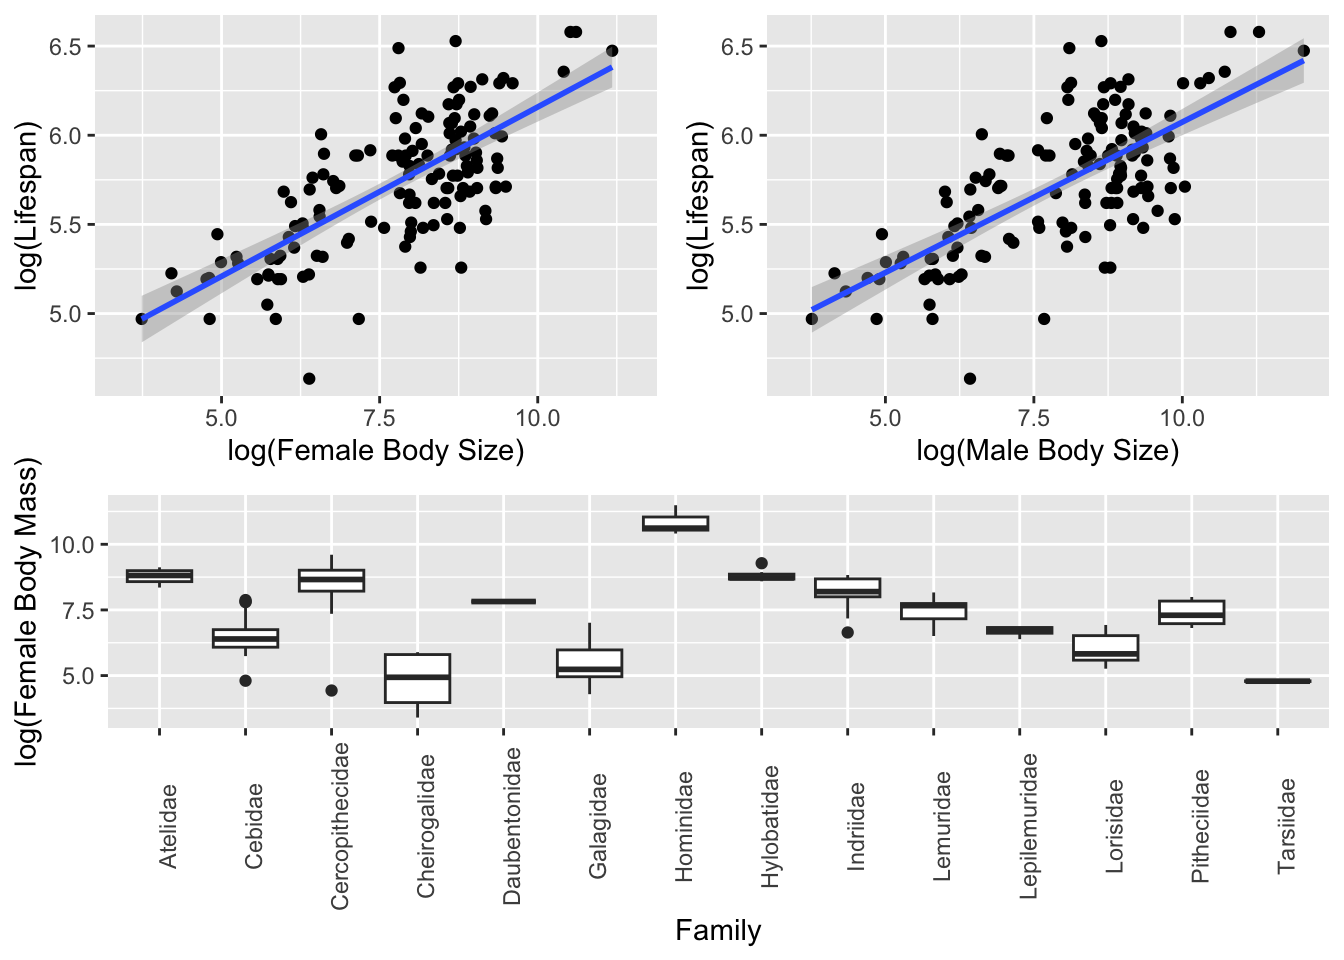 log(Lifespan)
6.5
6.0
5.5
5.0
5.0 7.5 10.0
log(Female Body Size)
log(Lifespan)
6.5
6.0
5.5
5.0
5.0 7.5 10.0
log(Male Body Size)
log(Female Body Mass)
10.0
7.5
5.0
Atelidae
Cebidae
Cercopithecidae
Cheirogalidae
Daubentonidae
Galagidae
Hominidae
Hylobatidae
Indriidae
Lemuridae
Lepilemuridae
Lorisidae
Pitheciidae
Tarsiidae
Family